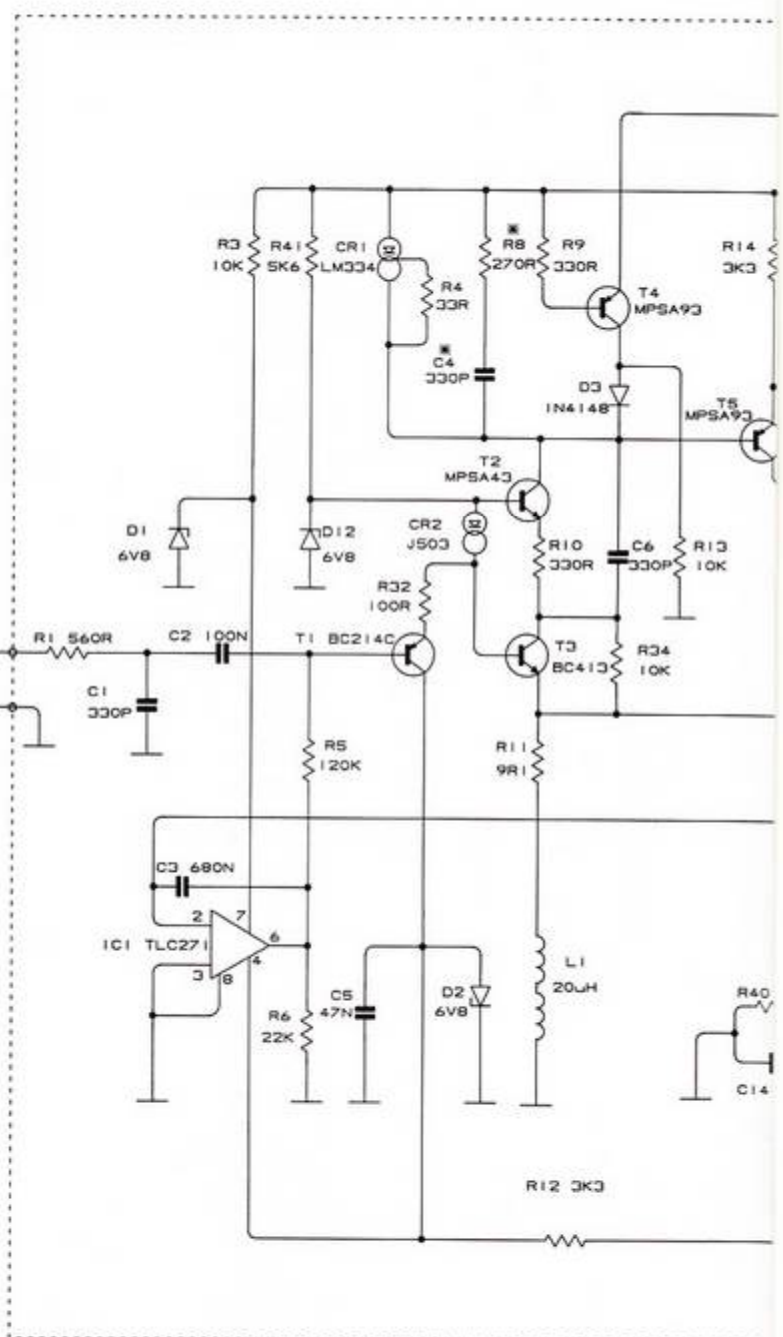 R3
10K
R41
5K6
CR1
LM334
R4
33R
R8
270R
R9
330R
R14
3K3
T4
MPSA93
C4
330P
D3
1N4148
T5
MPSA93
T2
MPSA43
D1
6V8
D12
6V8
CR2
J503
R10
330R
C6
330P
R13
10K
R32
100R
R1 560R
C2 100N
T1 BC214C
T3
BC413
R34
10K
C1
330P
R5
120K
R11
9R1
C3 680N
2
7
6
IC1 TLC271
3
4
8
R6
22K
C5
47N
D2
6V8
L1
20uH
R40
C14
R12 3K3